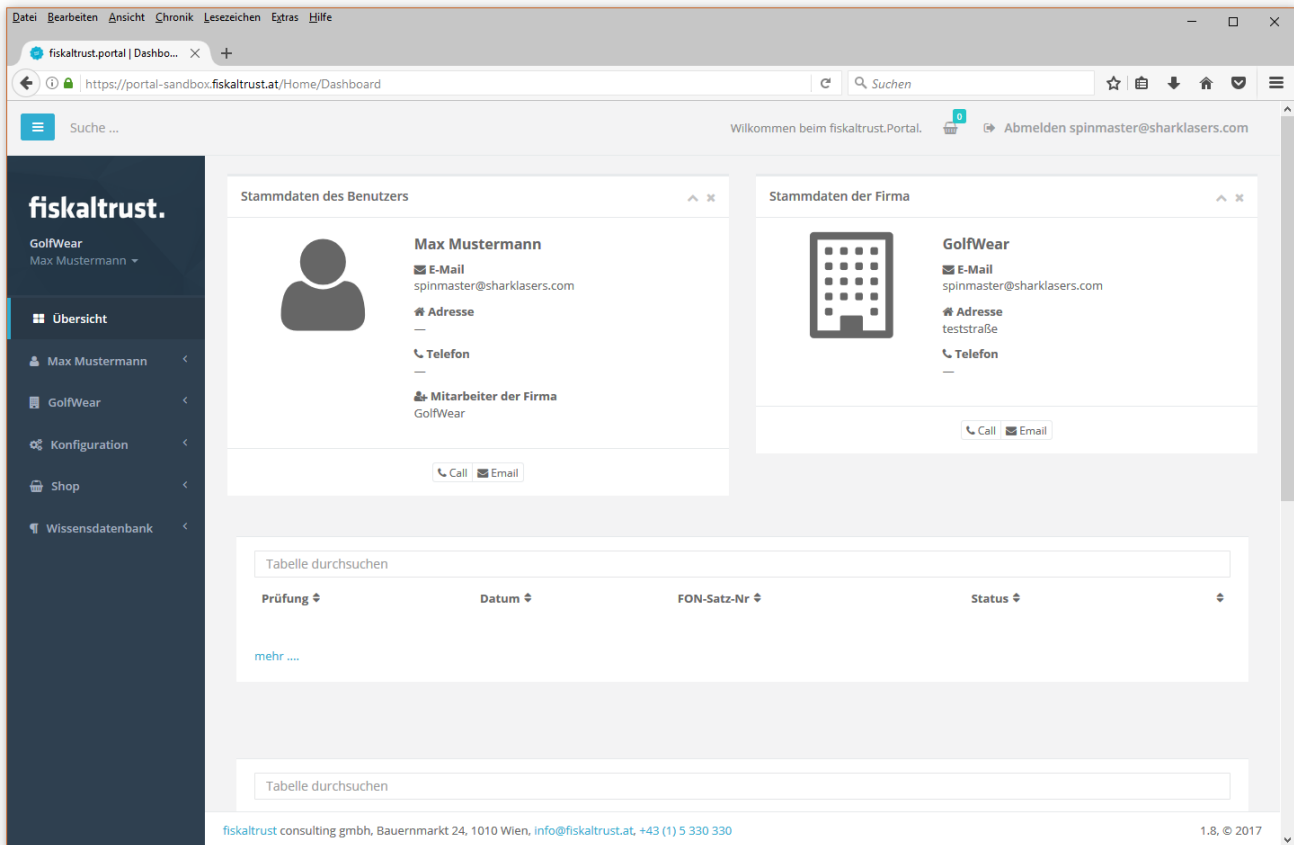 Datei Bearbeiten Ansicht Chronik Lesezeichen Extras Hilfe
fiskaltrust.portal | Dashbo...
https://portal-sandbox.fiskaltrust.at/Home/Dashboard
Suchen
Suche ...
Wilkommen beim fiskaltrust.Portal.
0
Abmelden spinmaster@sharklasers.com
fiskaltrust.
GolfWear
Max Mustermann
Übersicht
Max Mustermann
GolfWear
Konfiguration
Shop
Wissensdatenbank
Stammdaten des Benutzers
Max Mustermann
E-Mail
spinmaster@sharklasers.com
Adresse
—
Telefon
—
Mitarbeiter der Firma
GolfWear
Call Email
Stammdaten der Firma
GolfWear
E-Mail
spinmaster@sharklasers.com
Adresse
teststraße
Telefon
—
Call Email
Tabelle durchsuchen
Prüfung Datum FON-Satz-Nr Status
mehr ....
Tabelle durchsuchen
fiskaltrust consulting gmbh, Bauernmarkt 24, 1010 Wien, info@fiskaltrust.at, +43 (1) 5 330 330
1.8, © 2017